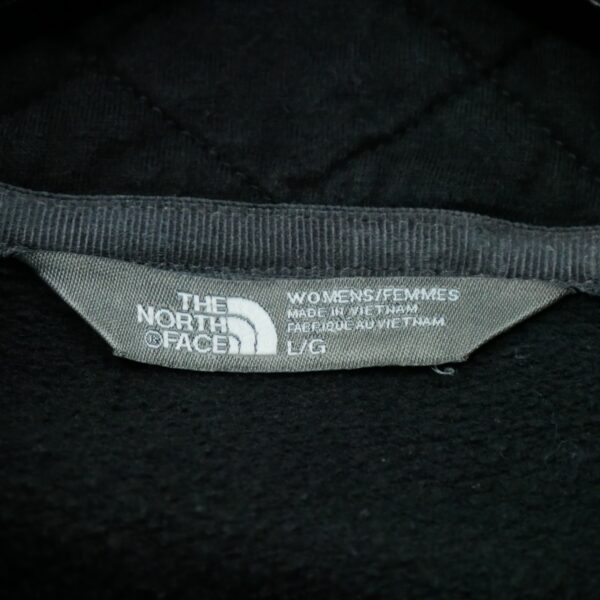 THE
NORTH
®FACE
WOMENS/FEMMES
MADE IN VIETNAM
FABRIQUE AU VIETNAM
L/G